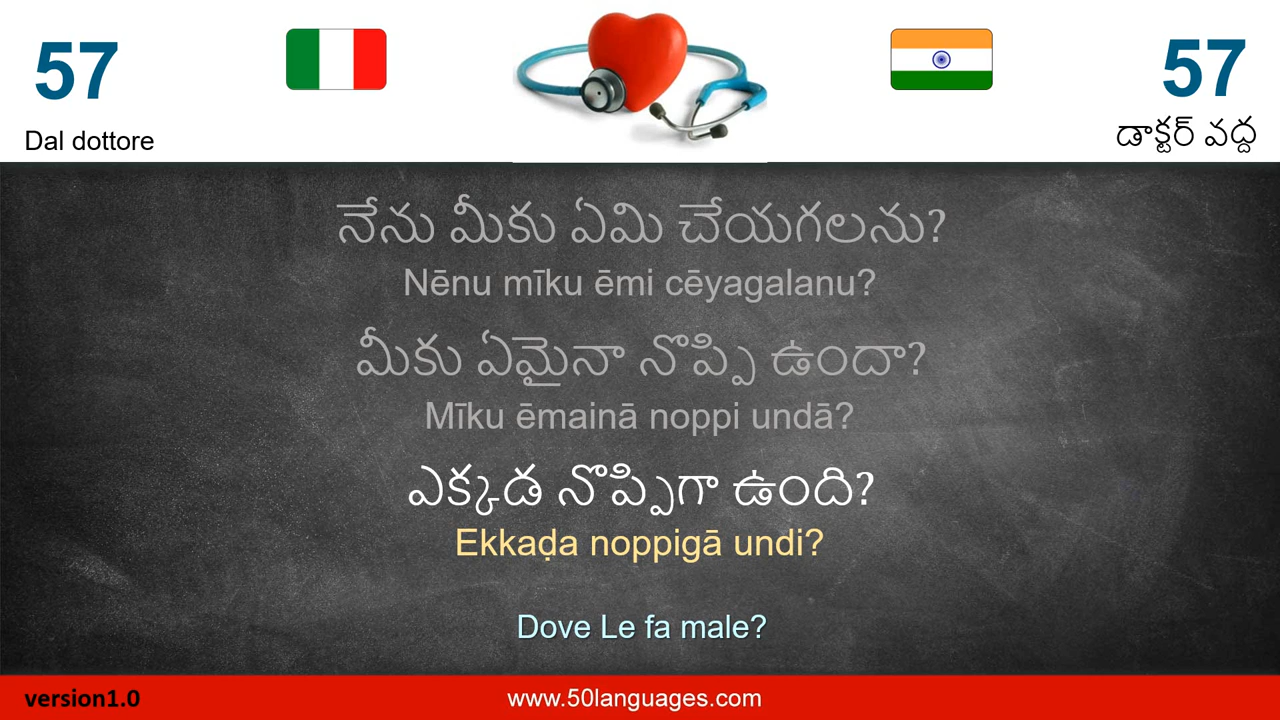 57
57
Dal dottore
డాక్టర్ వద్ద
నేను మీకు ఏమి చేయగలను?
Nēnu mīku ēmi cēyagalanu?
మీకు ఏమైనా నొప్పి ఉందా?
Mīku ēmainā noppi undā?
ఎక్కడ నొప్పిగా ఉంది?
Ekkaḍa noppigā undi?
Dove Le fa male?
version1.0
www.50languages.com